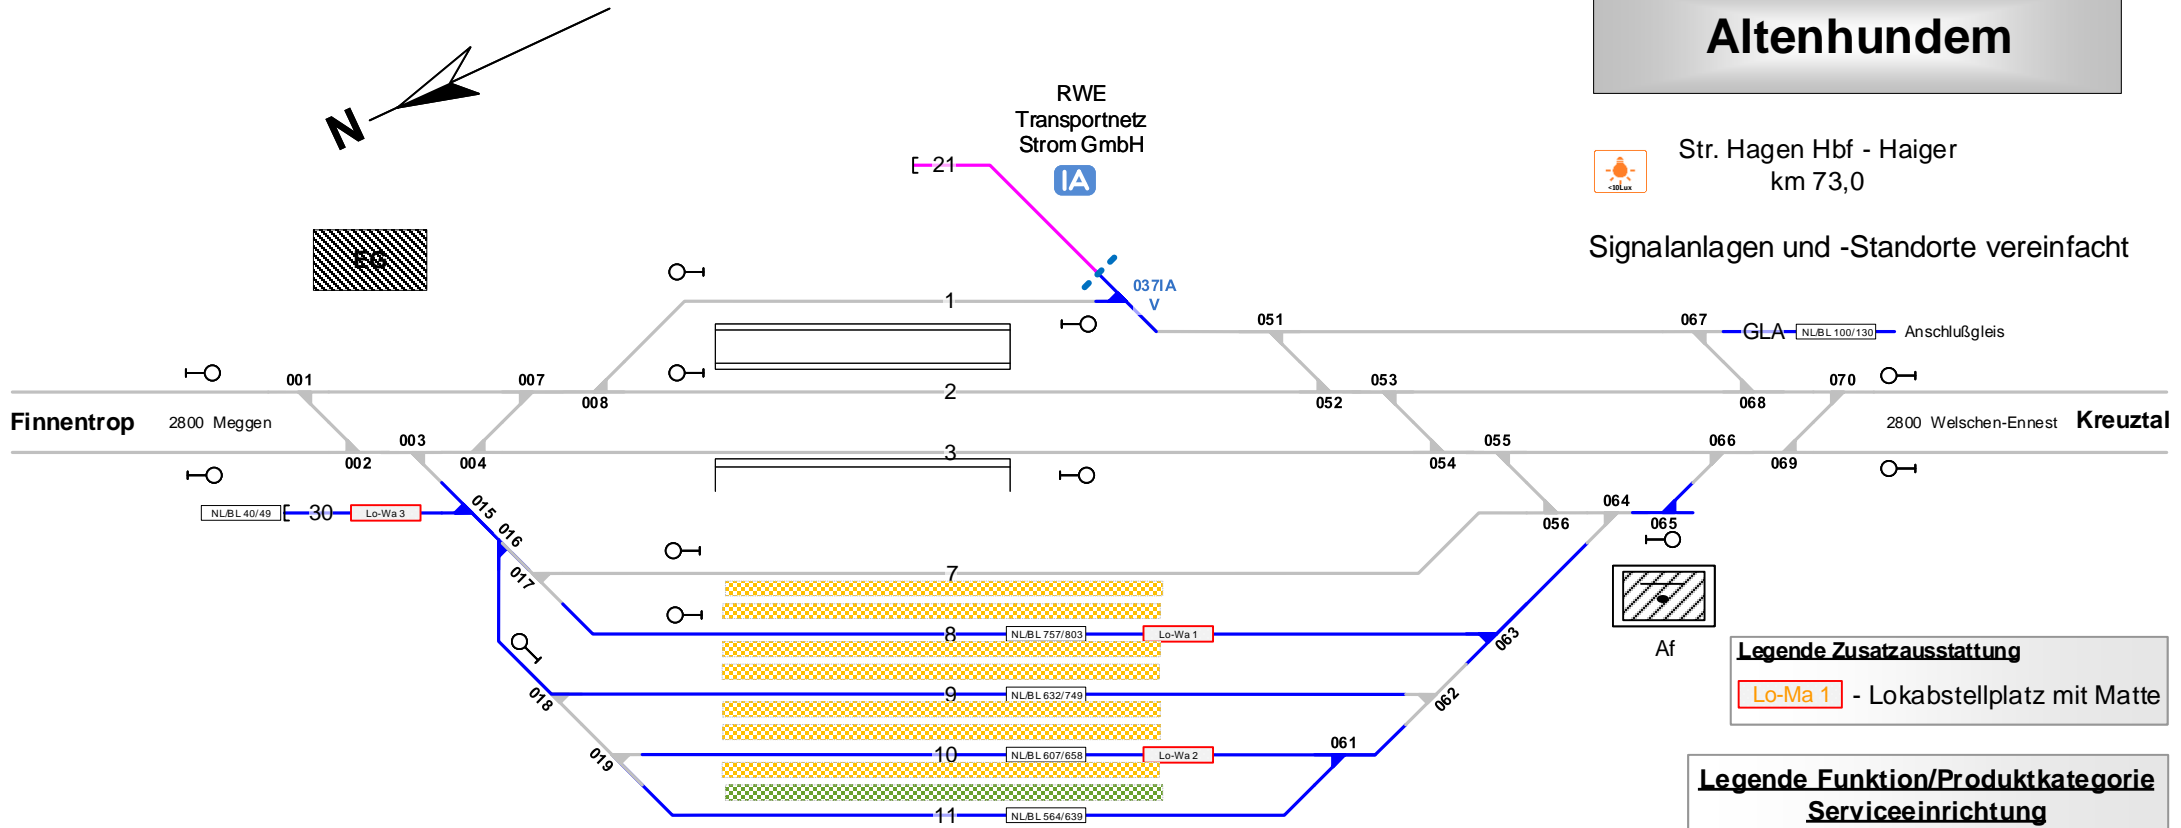 Altenhundem
N
RWE
Transportnetz
Strom GmbH
IA
<10Lux
Str. Hagen Hbf - Haiger
km 73,0
Signalanlagen und -Standorte vereinfacht
21
EG
037IA
V
1
051
067
GLA
NL/BL 100/130
Anschlußgleis
001
007
008
2
053
052
068
070
Finnentrop
2800 Meggen
2800 Welschen-Ennest
Kreuztal
003
002
004
3
055
054
066
069
NL/BL 40/49
30
Lo-Wa 3
015
016
017
064
056
065
7
8
NL/BL 757/803
Lo-Wa 1
063
Af
018
9
NL/BL 632/749
062
019
10
NL/BL 607/658
Lo-Wa 2
061
11
NL/BL 564/639
Legende Zusatzausstattung
Lo-Ma 1 - Lokabstellplatz mit Matte
Legende Funktion/Produktkategorie
Serviceeinrichtung